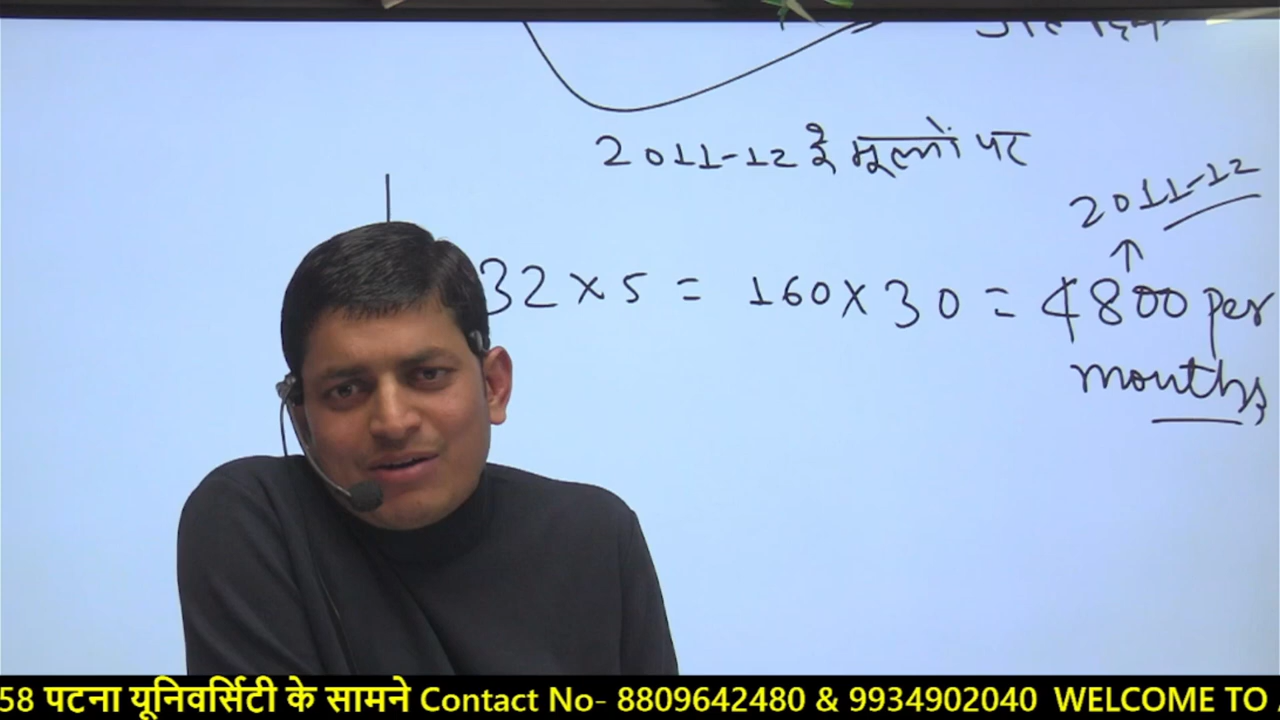 2011-12 के मूल्यों पर
2011-12
↑
32 × 5 = 160 × 30 = 4800 per
months
58 पटना यूनिवर्सिटी के सामने Contact No- 8809642480 & 9934902040 WELCOME TO